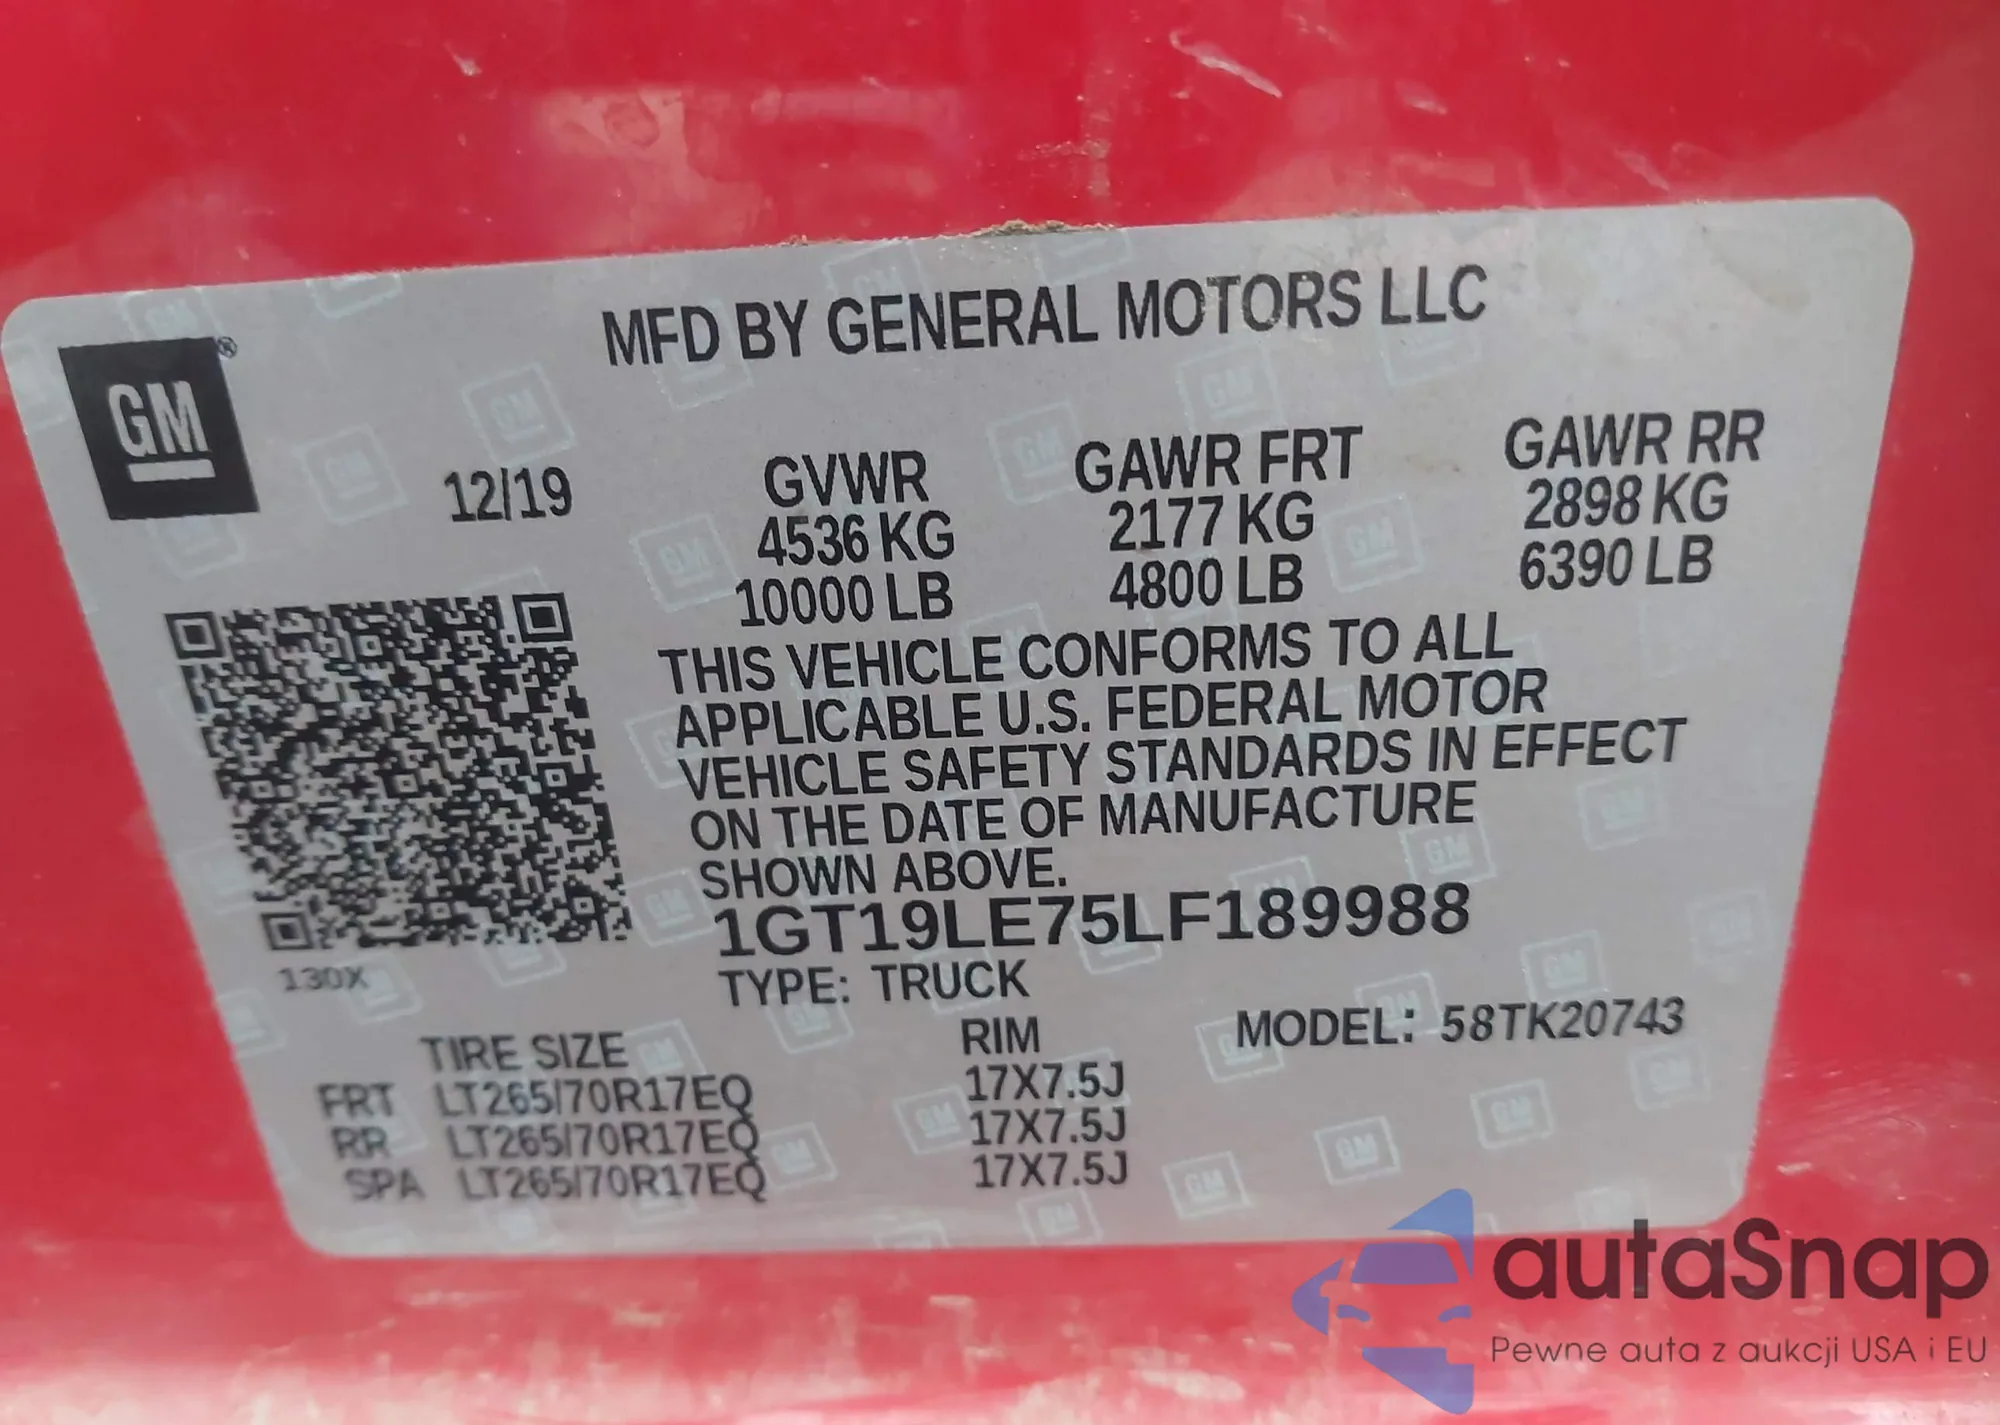 MFD BY GENERAL MOTORS LLC
GM®
12/19
GVWR
4536 KG
10000 LB
GAWR FRT
2177 KG
4800 LB
GAWR RR
2898 KG
6390 LB
THIS VEHICLE CONFORMS TO ALL
APPLICABLE U.S. FEDERAL MOTOR
VEHICLE SAFETY STANDARDS IN EFFECT
ON THE DATE OF MANUFACTURE
SHOWN ABOVE.
1GT19LE75LF189988
130X
TYPE: TRUCK
MODEL: 58TK20743
TIRE SIZE RIM
FRT LT265/70R17EQ 17X7.5J
RR LT265/70R17EQ 17X7.5J
SPA LT265/70R17EQ 17X7.5J
autaSnap
Pewne auta z aukcji USA i EU